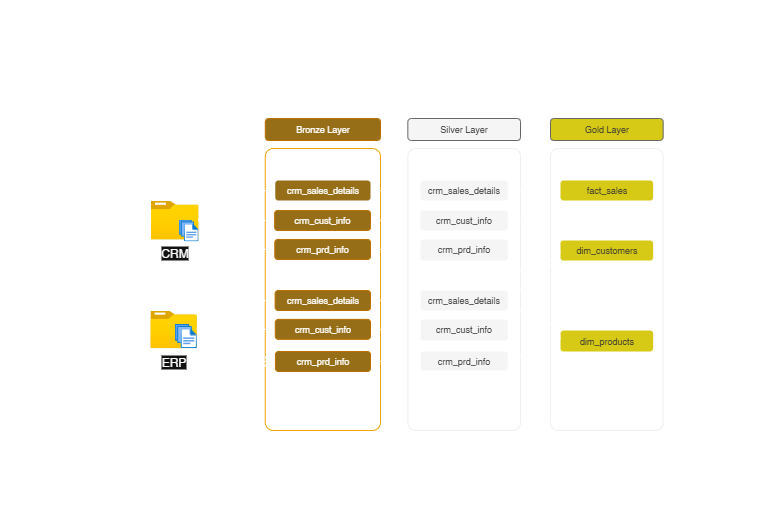 Bronze Layer
Silver Layer
Gold Layer
crm_sales_details
crm_sales_details
fact_sales
crm_cust_info
crm_cust_info
crm_prd_info
crm_prd_info
dim_customers
CRM
crm_sales_details
crm_sales_details
crm_cust_info
crm_cust_info
dim_products
crm_prd_info
crm_prd_info
ERP